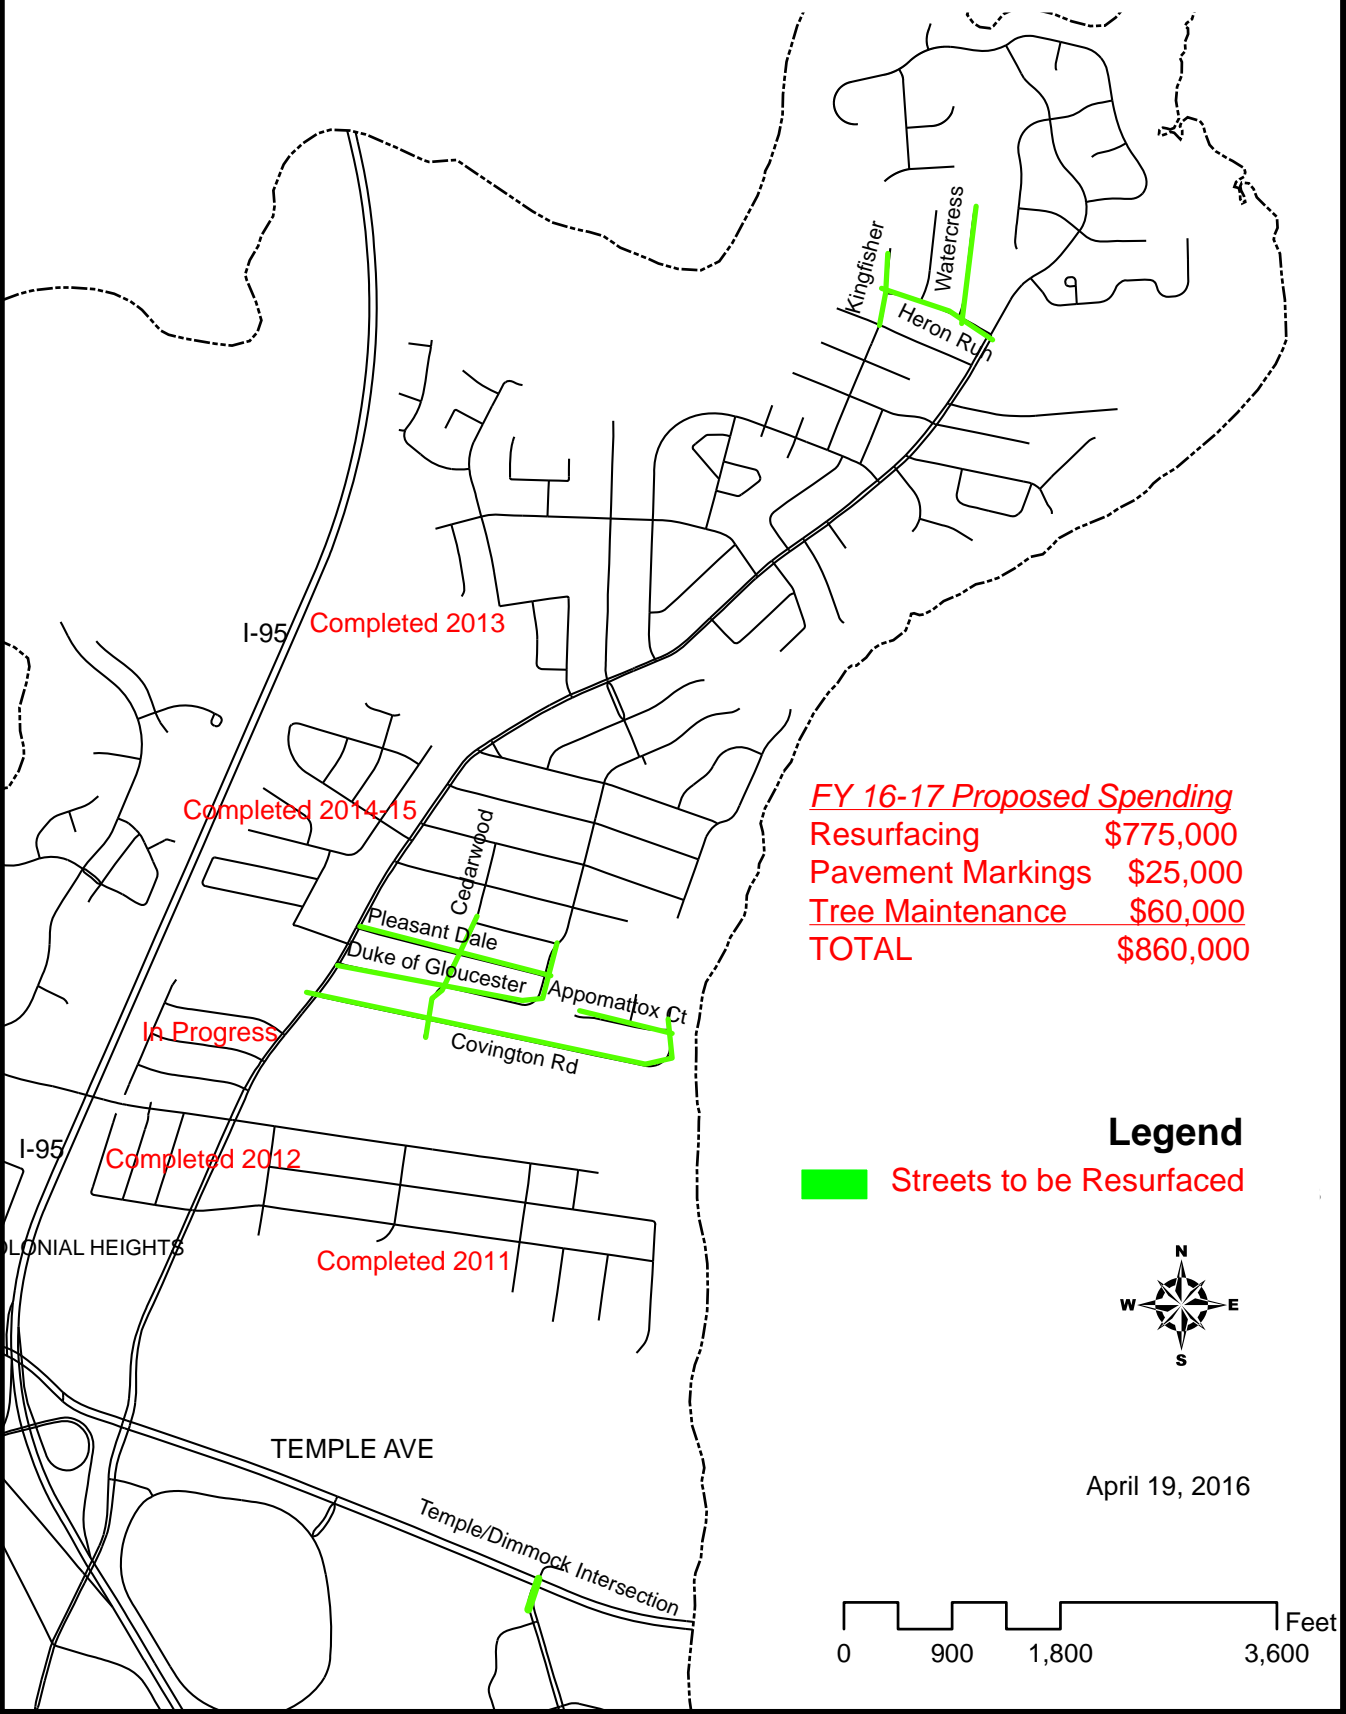 Watercress
Kingfisher
Heron Run
I-95
Completed 2013
FY 16-17 Proposed Spending
Resurfacing $775,000
Pavement Markings $25,000
Tree Maintenance $60,000
TOTAL $860,000
Completed 2014-15
Cedarwood
Pleasant Dale
Duke of Gloucester
Appomattox Ct
In Progress
Covington Rd
Legend
Streets to be Resurfaced
I-95
Completed 2012
OLONIAL HEIGHTS
Completed 2011
N
W E
S
TEMPLE AVE
April 19, 2016
Temple/Dimmock Intersection
Feet
0 900 1,800 3,600